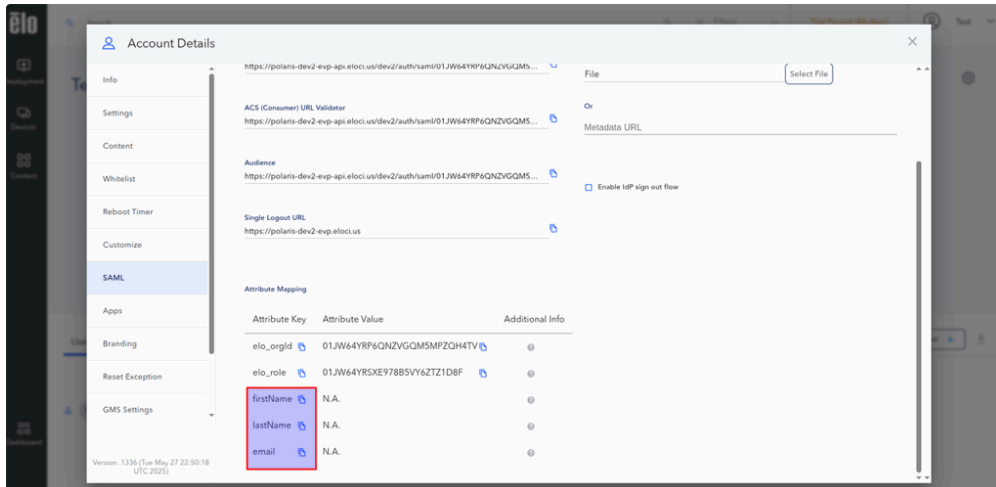 ēlo
Account Details
Info
Settings
Content
Whitelist
Reboot Timer
Customize
SAML
Apps
Branding
Reset Exception
GMS Settings
Version .1336 (Tue May 27 22:50:18
UTC 2025)
https://polaris-dev2-evp-api.eloci.us/dev2/auth/saml/01JW64YRP6QNZVGQM5...
ACS (Consumer) URL Validator
https://polaris-dev2-evp-api.eloci.us/dev2/auth/saml/01JW64YRP6QNZVGQM5...
Audience
https://polaris-dev2-evp-api.eloci.us/dev2/auth/saml/01JW64YRP6QNZVGQM5...
Single Logout URL
https://polaris-dev2-evp.eloci.us
File
Select File
Or
Metadata URL
Enable IdP sign out flow
Attribute Mapping
Attribute Key Attribute Value Additional Info
elo_orgId 01JW64YRP6QNZVGQM5MPZQH4TV
elo_role 01JW64YRSXE978B5VY6ZTZ1D8F
firstName N.A.
lastName N.A.
email N.A.